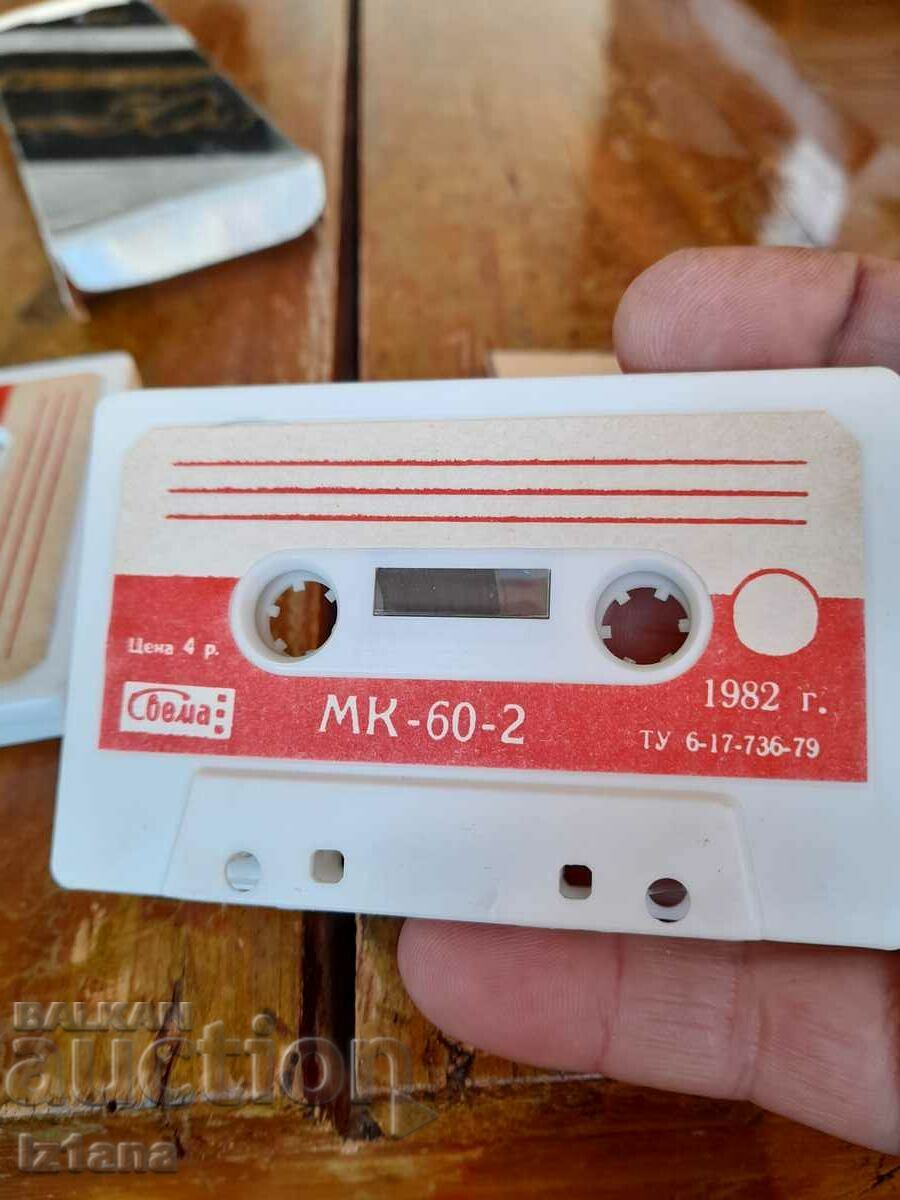 Цена 4 р.
Свема
МК-60-2
1982 г.
ТУ 6-17-736-79
BALKAN
auction
iz1ana